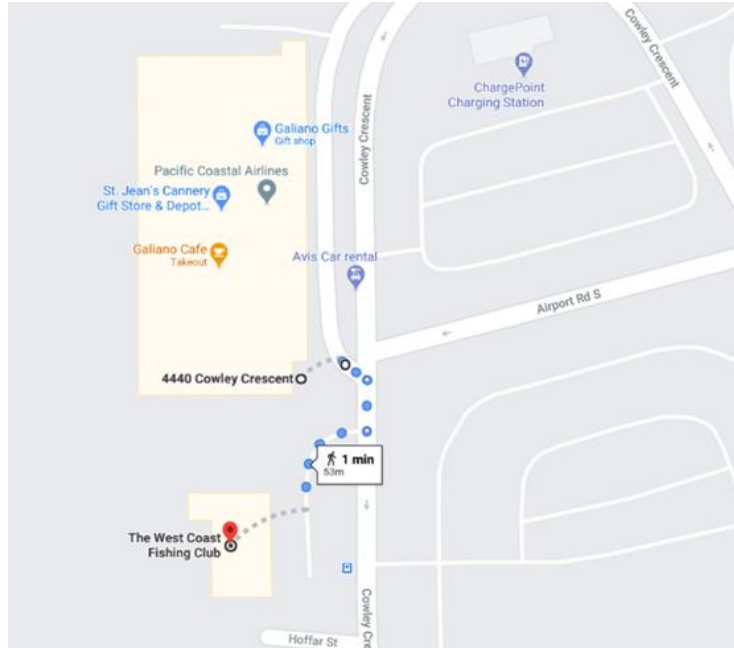 Cowley Crescent
ChargePoint
Charging Station
Cowley Crescent
Galiano Gifts
Gift shop
Pacific Coastal Airlines
St. Jean's Cannery
Gift Store & Depot...
Galiano Cafe
Takeout
Avis Car rental
Airport Rd S
4440 Cowley Crescent
1 min
53m
The West Coast
Fishing Club
Cowley Cre
Hoffar St